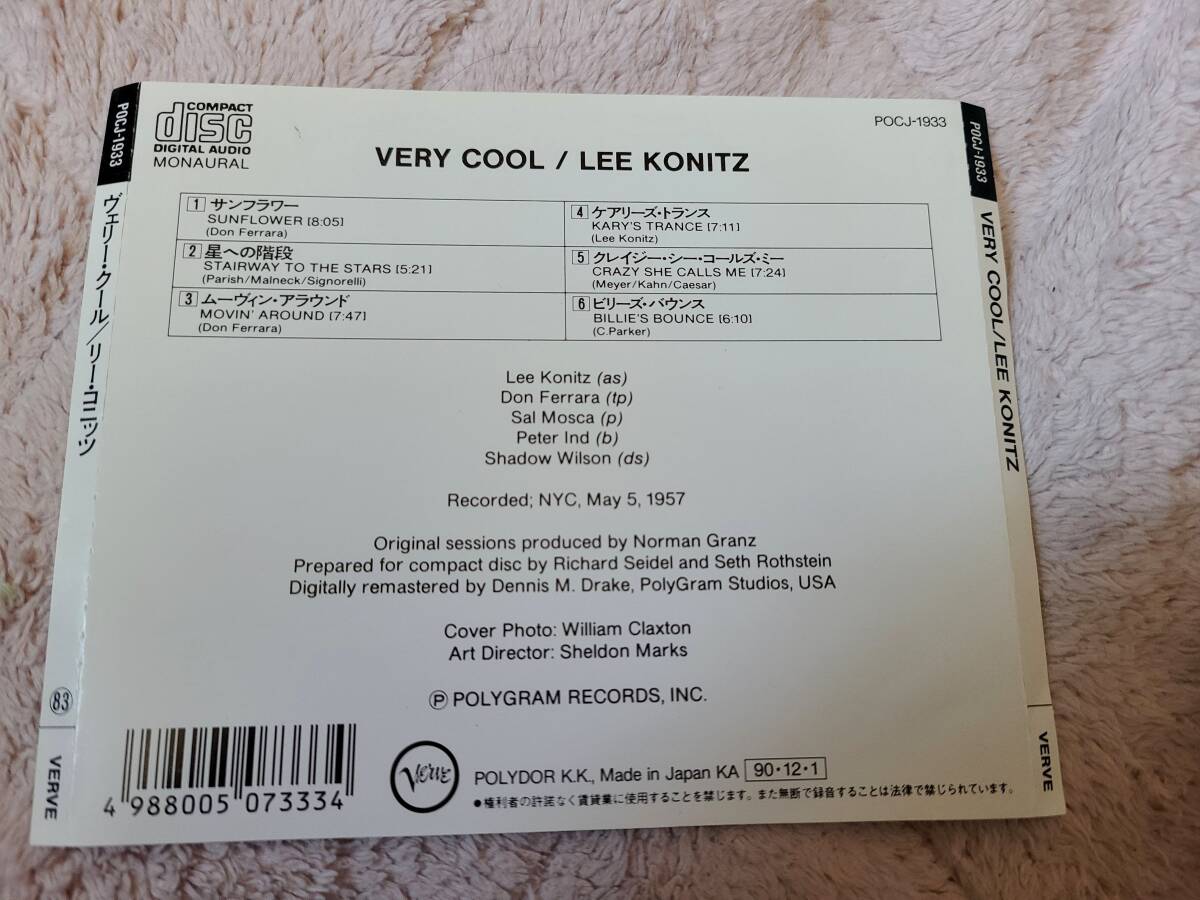 COMPACT
disc
DIGITAL AUDIO
MONAURAL
POCJ-1933
VERY COOL / LEE KONITZ
1 サンフラワー
SUNFLOWER [8:05]
(Don Ferrara)
2 星への階段
STAIRWAY TO THE STARS [5:21]
(Parish/Malneck/Signorelli)
3 ムーヴィン・アラウンド
MOVIN' AROUND [7:47]
(Don Ferrara)
4 ケアリーズ・トランス
KARY'S TRANCE [7:11]
(Lee Konitz)
5 クレイジー・シー・コールズ・ミー
CRAZY SHE CALLS ME [7:24]
(Meyer/Kahn/Caesar)
6 ビリーズ・バウンス
BILLIE'S BOUNCE [6:10]
(C.Parker)
Lee Konitz (as)
Don Ferrara (tp)
Sal Mosca (p)
Peter Ind (b)
Shadow Wilson (ds)
Recorded; NYC, May 5, 1957
Original sessions produced by Norman Granz
Prepared for compact disc by Richard Seidel and Seth Rothstein
Digitally remastered by Dennis M. Drake, PolyGram Studios, USA
Cover Photo: William Claxton
Art Director: Sheldon Marks
Ⓟ POLYGRAM RECORDS, INC.
4 988005 073334
VERVE
POLYDOR K.K., Made in Japan KA 90・12・1
●権利者の許諾なく賃貸業に使用することを禁じます。また無断で録音することは法律で禁じられています。
POCJ-1933
ヴェリー・クール/リー・コニッツ
83
VERVE
POCJ-1933
VERY COOL/LEE KONITZ
VERVE